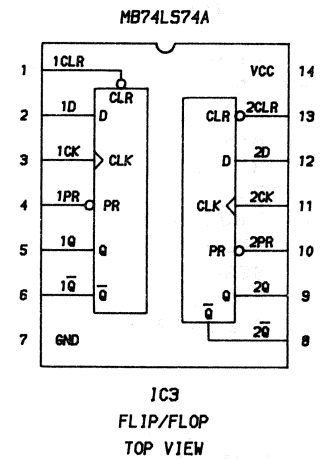 MB74LS74A
1 1CLR VCC 14
CLR CLR 2CLR 13
2 1D D D 2D 12
3 1CK CLK CLK 2CK 11
4 1PR PR PR 2PR 10
5 1Q Q Q 2Q 9
6 1Q̅ Q̅ Q̅ 2Q̅ 8
7 GND
IC3
FLIP/FLOP
TOP VIEW